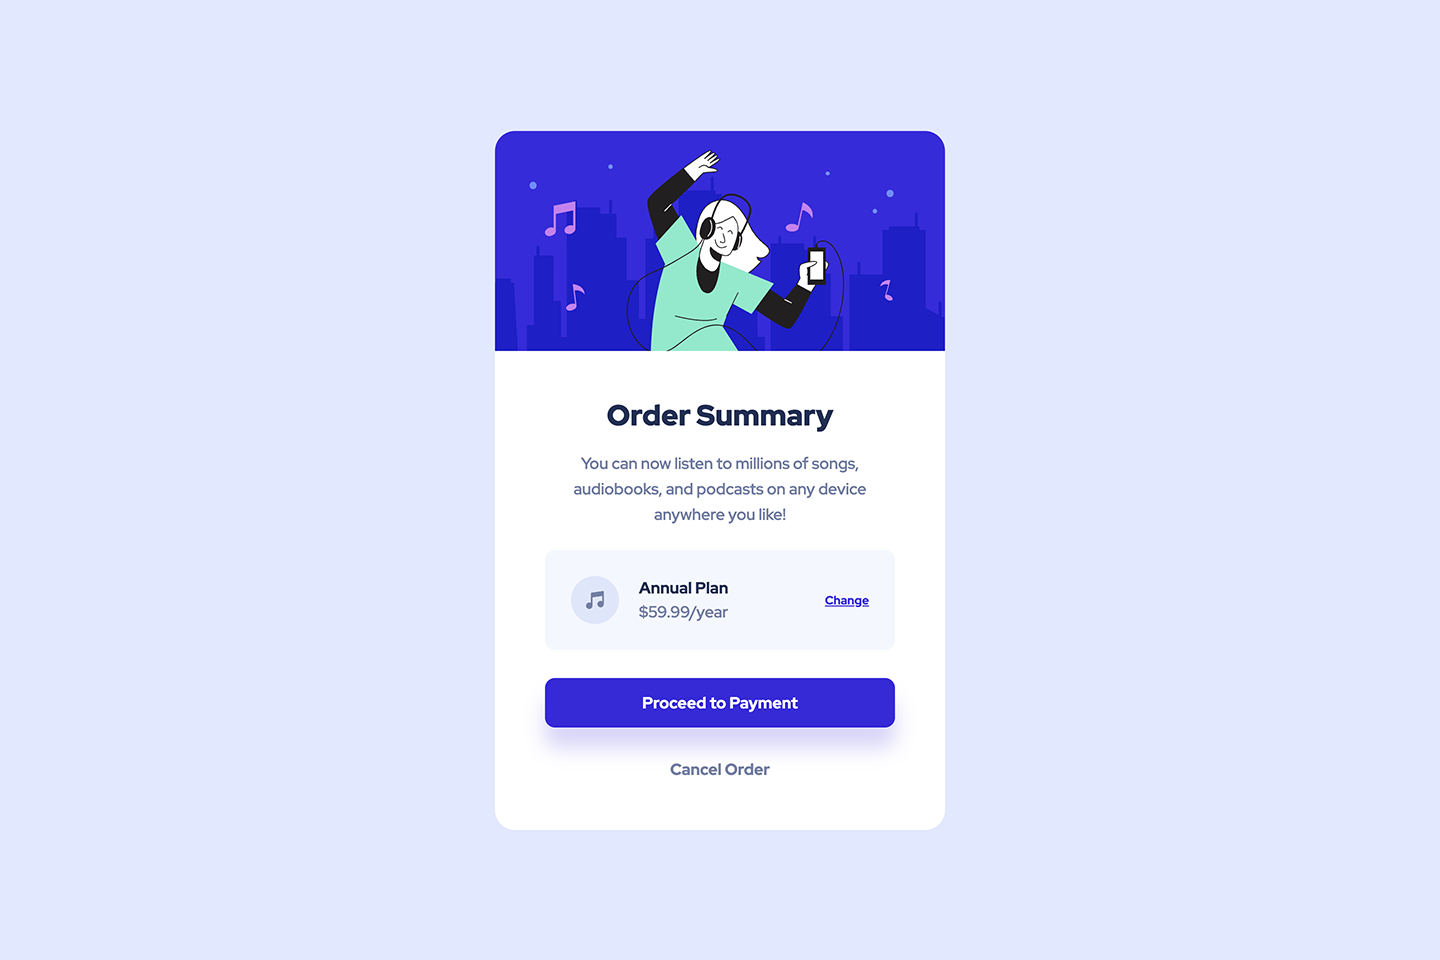 Order Summary
You can now listen to millions of songs,
audiobooks, and podcasts on any device
anywhere you like!
Annual Plan
$59.99/year
Change
Proceed to Payment
Cancel Order